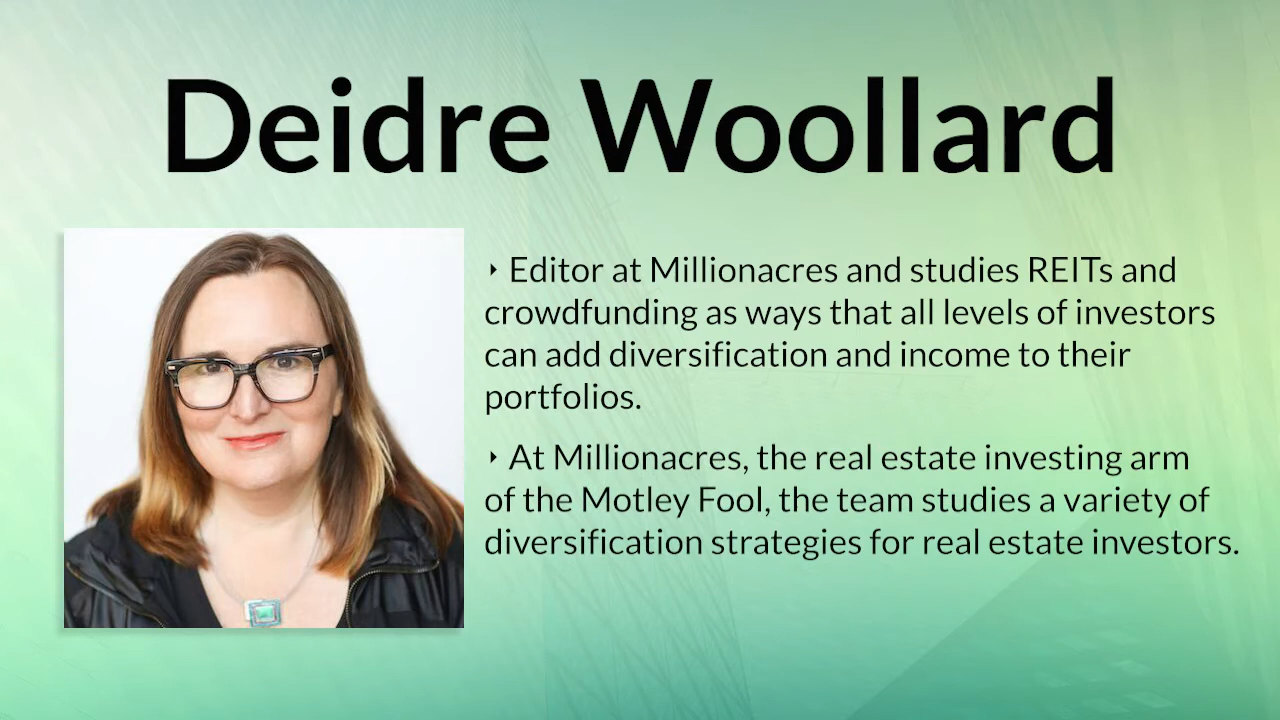 Deidre Woollard
‣ Editor at Millionacres and studies REITs and
crowdfunding as ways that all levels of investors
can add diversification and income to their
portfolios.
‣ At Millionacres, the real estate investing arm
of the Motley Fool, the team studies a variety of
diversification strategies for real estate investors.